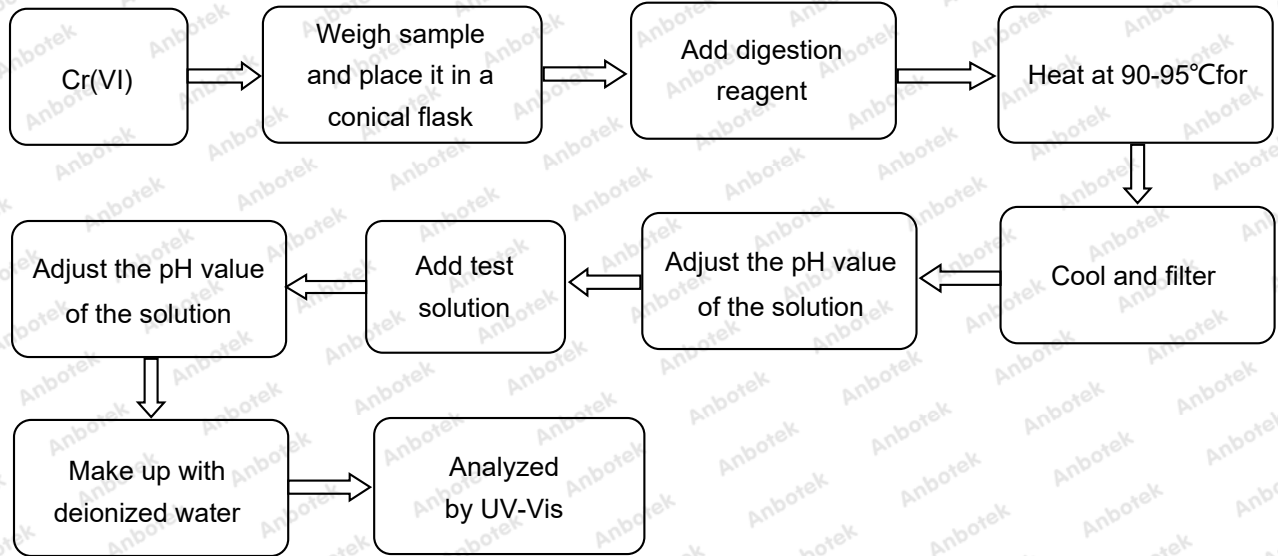 Cr(VI)
Weigh sample
and place it in a
conical flask
Add digestion
reagent
Heat at 90-95℃for
Cool and filter
Adjust the pH value
of the solution
Add test
solution
Adjust the pH value
of the solution
Make up with
deionized water
Analyzed
by UV-Vis
Anbotek